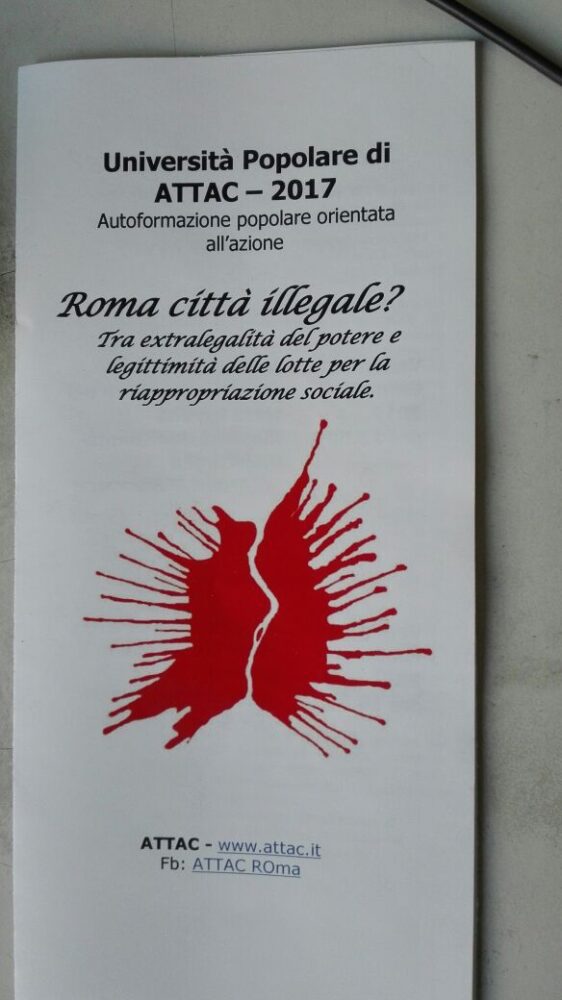 Università Popolare di
ATTAC – 2017
Autoformazione popolare orientata
all'azione
Roma città illegale?
Tra extralegalità del potere e
legittimità delle lotte per la
riappropriazione sociale.
ATTAC - www.attac.it
Fb: ATTAC ROma